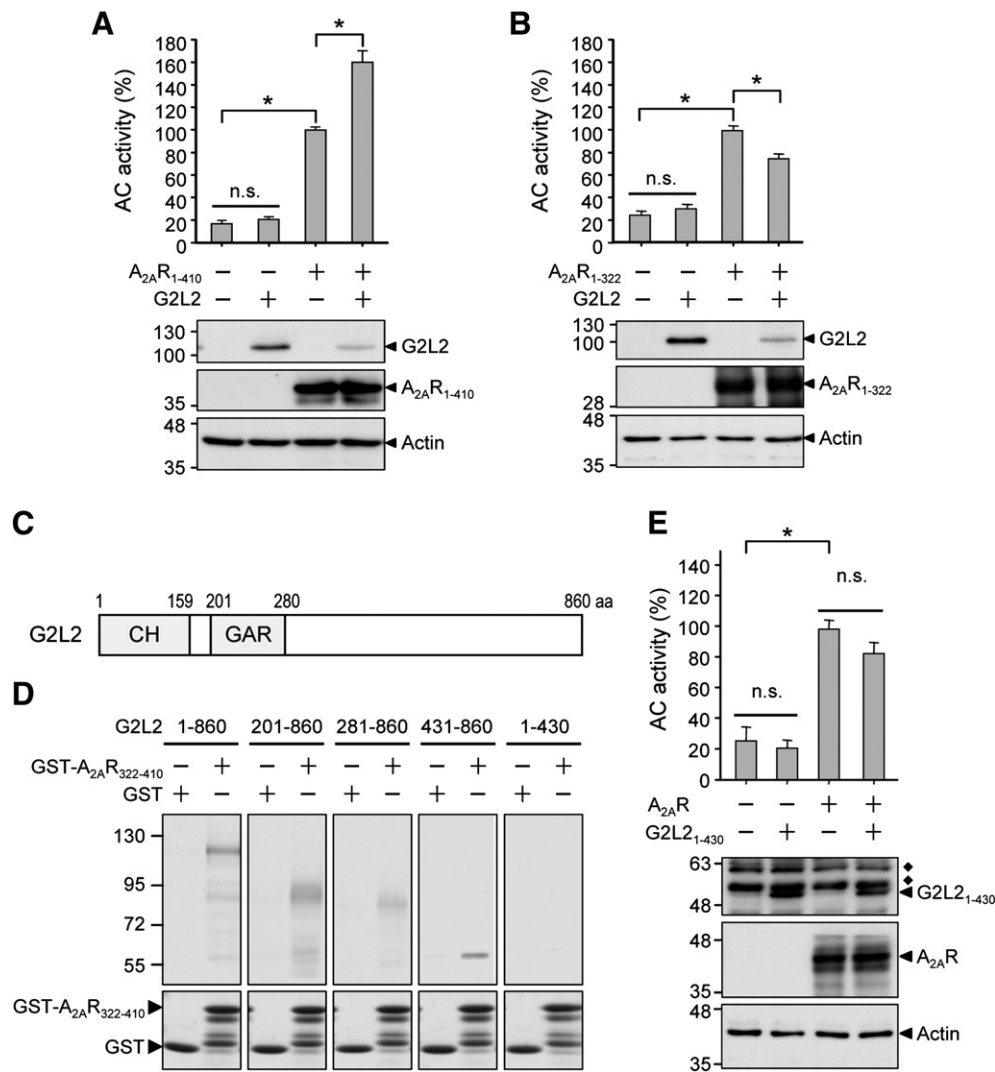 A
AC activity (%)
180
160
140
120
100
80
60
40
20
0
*
*
n.s.
A2AR1-410 − − + +
G2L2 − + − +
130
100
G2L2
35
A2AR1-410
48
35
Actin
B
AC activity (%)
180
160
140
120
100
80
60
40
20
0
*
*
n.s.
A2AR1-322 − − + +
G2L2 − + − +
130
100
G2L2
28
A2AR1-322
48
35
Actin
C
1 159 201 280 860 aa
G2L2 CH GAR
D
G2L2 1-860 201-860 281-860 431-860 1-430
GST-A2AR322-410 − + − + − + − + − +
GST + − + − + − + − + −
130
95
72
55
GST-A2AR322-410
GST
E
AC activity (%)
140
120
100
80
60
40
20
0
*
n.s.
n.s.
A2AR − − + +
G2L21-430 − + − +
63
48
G2L21-430
48
35
A2AR
48
35
Actin